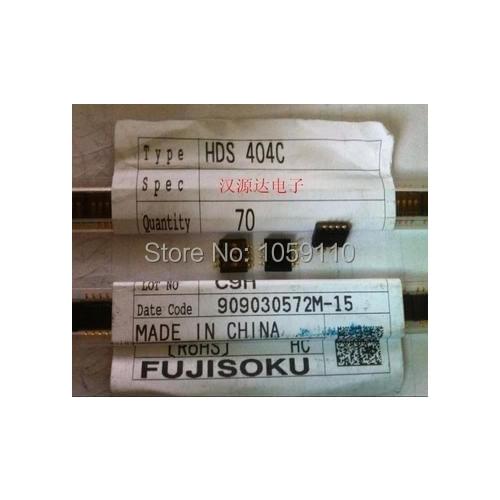 Type HDS 404C
Spec 汉源达电子
Quantity 70
Store No: 1059110
LOT NO C9H
Date Code 909030572M-15
MADE IN CHINA
[RoHS] HC
FUJISOKU